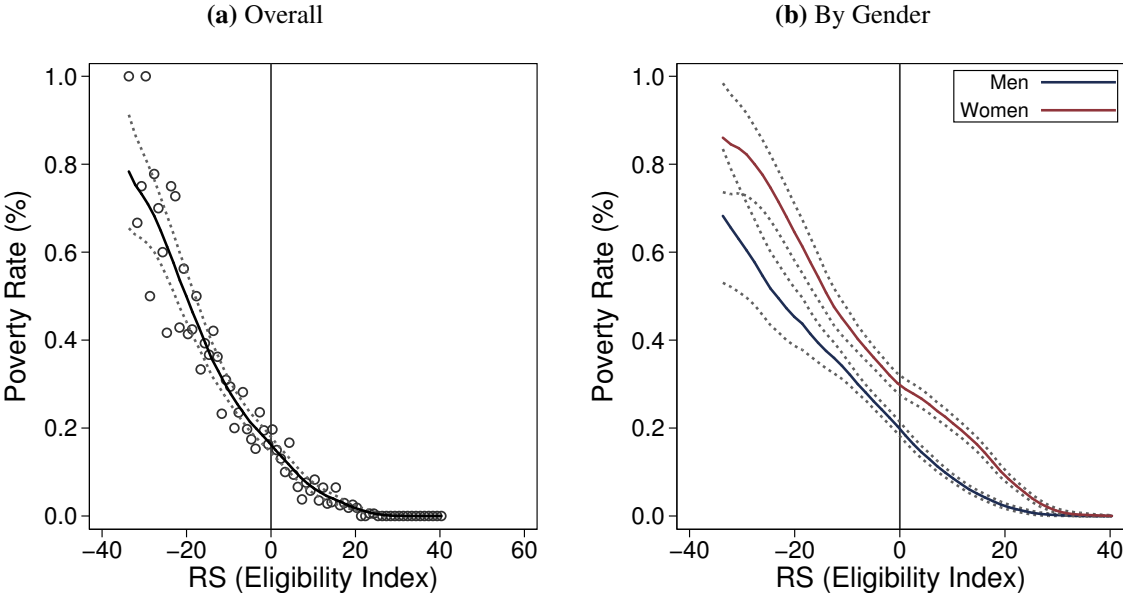 (a) Overall
Poverty Rate (%)
1.0
0.8
0.6
0.4
0.2
0.0
−40 −20 0 20 40 60
RS (Eligibility Index)
(b) By Gender
Poverty Rate (%)
1.0
0.8
0.6
0.4
0.2
0.0
Men
Women
−40 −20 0 20 40
RS (Eligibility Index)